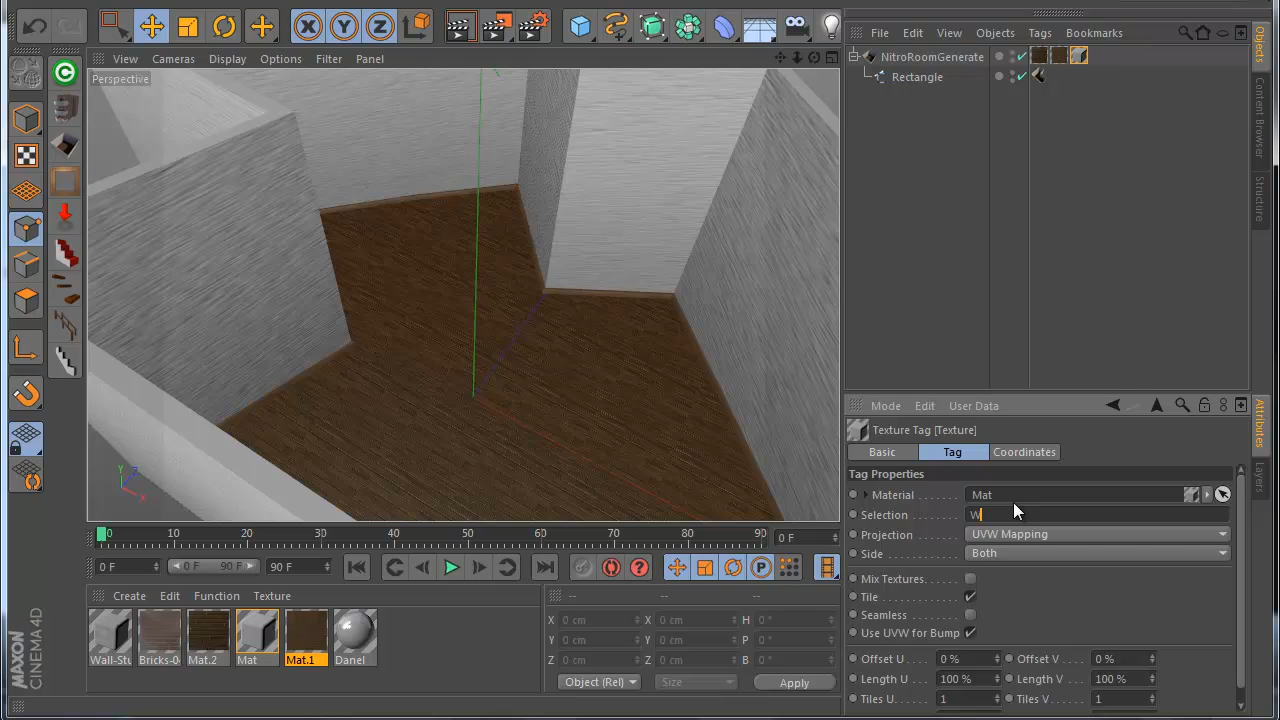 File Edit View Objects Tags Bookmarks
View Cameras Display Options Filter Panel
Perspective
NitroRoomGenerate
Rectangle
Objects
Content Browser
Structure
X Y Z
Y Z X
Mode Edit User Data
Texture Tag [Texture]
Basic Tag Coordinates
Tag Properties
Material . . . . . . . Mat
Selection . . . . . . . W
Projection . . . . . . UVW Mapping
Side . . . . . . . . . . Both
Mix Textures. . . . .
Tile . . . . . . . . . . .
Seamless . . . . . . .
Use UVW for Bump
Offset U . . 0 % Offset V . . 0 %
Length U . 100 % Length V . 100 %
Tiles U. . . . 1 Tiles V . . . 1
Attributes
Layers
0 10 20 30 40 50 60 70 80 90 0 F
0 F 0 F 90 F 90 F
Create Edit Function Texture
Wall-Stu Bricks-0 Mat.2 Mat Mat.1 Danel
-- -- --
X 0 cm X 0 cm H 0 °
Y 0 cm Y 0 cm P 0 °
Z 0 cm Z 0 cm B 0 °
Object (Rel) Size Apply
MAXON
CINEMA 4D